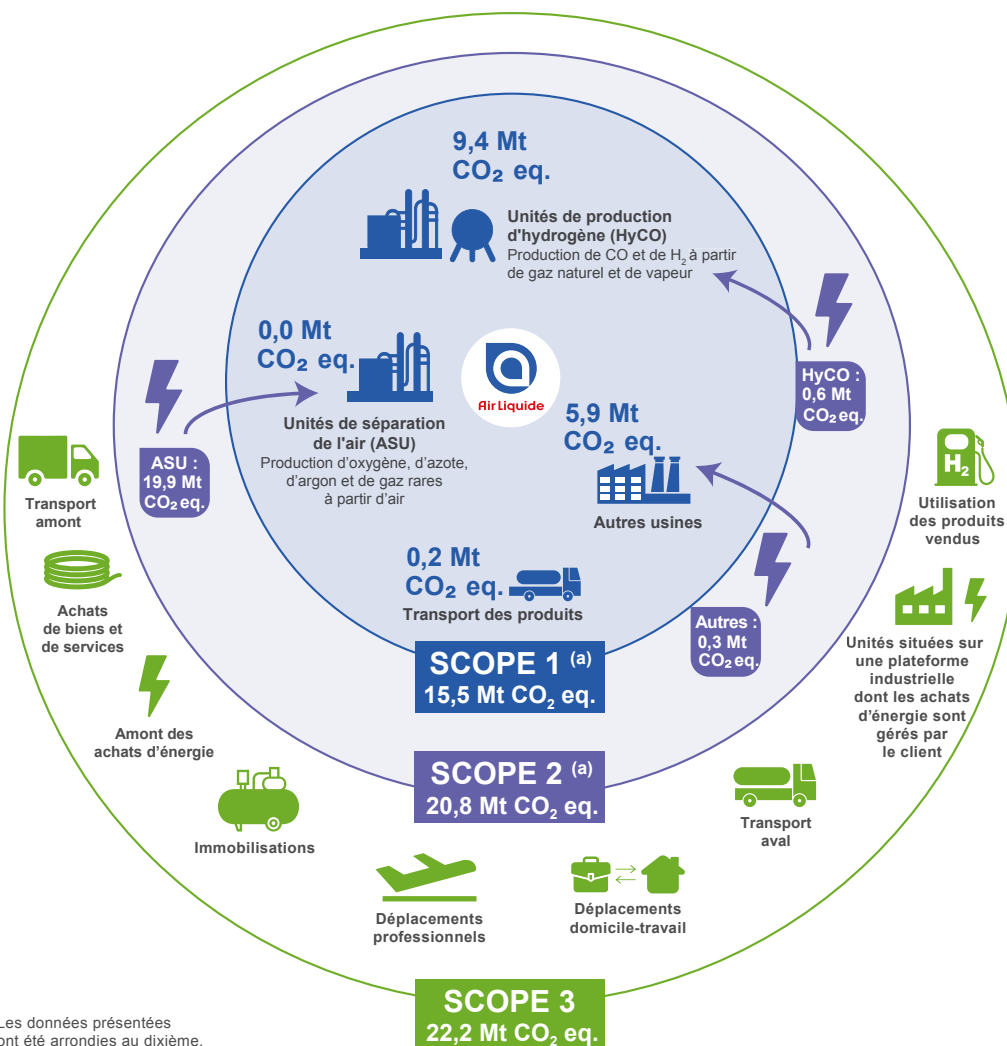 9,4 Mt
CO₂ eq.
Unités de production
d'hydrogène (HyCO)
Production de CO et de H₂ à partir
de gaz naturel et de vapeur
0,0 Mt
CO₂ eq.
Unités de séparation
de l'air (ASU)
Production d'oxygène, d'azote,
d'argon et de gaz rares
à partir d'air
Air Liquide
5,9 Mt
CO₂ eq.
Autres usines
0,2 Mt
CO₂ eq.
Transport des produits
SCOPE 1 (a)
15,5 Mt CO₂ eq.
ASU :
19,9 Mt
CO₂ eq.
HyCO :
0,6 Mt
CO₂ eq.
Autres :
0,3 Mt
CO₂ eq.
SCOPE 2 (a)
20,8 Mt CO₂ eq.
Transport
amont
Achats
de biens et
de services
Amont des
achats d'énergie
Immobilisations
Déplacements
professionnels
Déplacements
domicile-travail
Transport
aval
Unités situées sur
une plateforme
industrielle
dont les achats
d'énergie sont
gérés par
le client
H₂
Utilisation
des produits
vendus
SCOPE 3
22,2 Mt CO₂ eq.
Les données présentées
ont été arrondies au dixième.